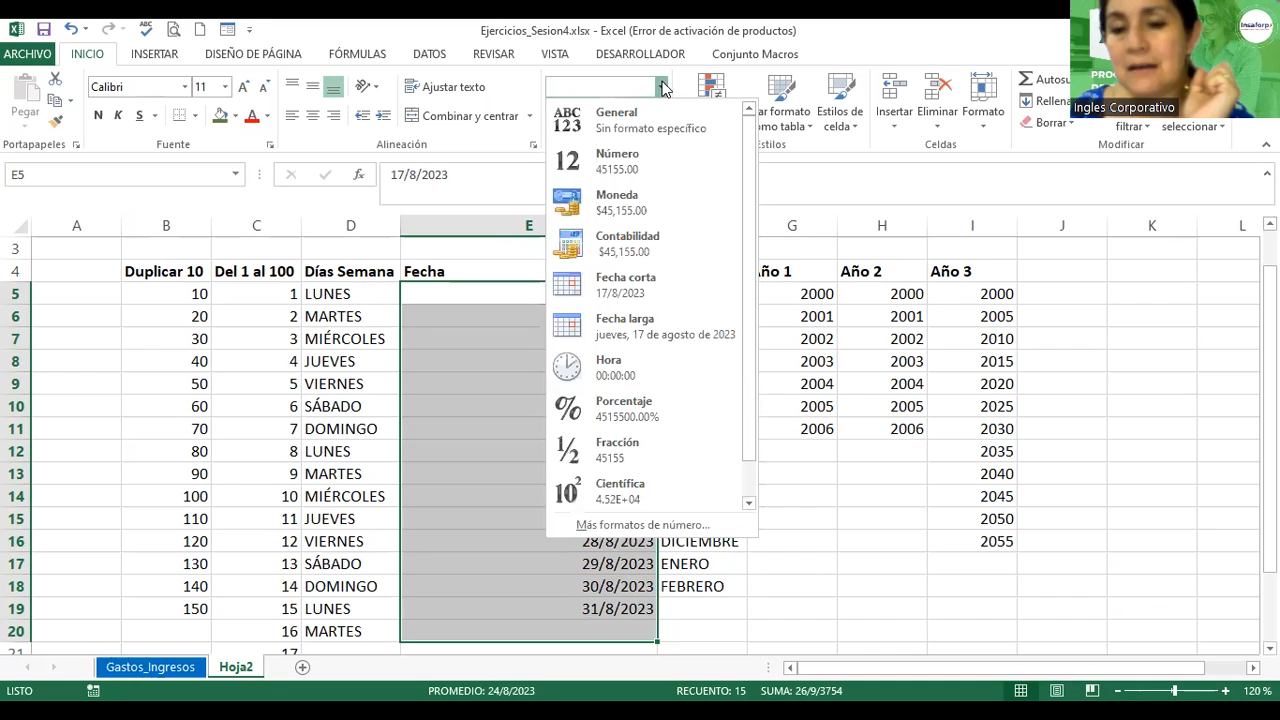 Ejercicios_Sesion4.xlsx - Excel (Error de activación de productos)
ARCHIVO INICIO INSERTAR DISEÑO DE PÁGINA FÓRMULAS DATOS REVISAR VISTA DESARROLLADOR Conjunto Macros
Insaforp
Ingles Corporativo
Pegar
Calibri 11
N K S
Ajustar texto
Combinar y centrar
como tabla
Estilos de celda
Insertar Eliminar Formato
Autosu
Rellena
Borrar
filtrar
seleccionar
Portapapeles Fuente Alineación Celdas Modificar
E5
fx
17/8/2023
ABC 123 General
Sin formato específico
12 Número
45155.00
Moneda
$45,155.00
Contabilidad
$45,155.00
Fecha corta
17/8/2023
Fecha larga
jueves, 17 de agosto de 2023
Hora
00:00:00
% Porcentaje
4515500.00%
½ Fracción
45155
10² Científica
4.52E+04
Más formatos de número...
A B C D E G H I J K L
3
4 Duplicar 10 Del 1 al 100 Días Semana Fecha Año 1 Año 2 Año 3
5 10 1 LUNES 2000 2000 2000
6 20 2 MARTES 2001 2001 2005
7 30 3 MIÉRCOLES 2002 2002 2010
8 40 4 JUEVES 2003 2003 2015
9 50 5 VIERNES 2004 2004 2020
10 60 6 SÁBADO 2005 2005 2025
11 70 7 DOMINGO 2006 2006 2030
12 80 8 LUNES 2035
13 90 9 MARTES 2040
14 100 10 MIÉRCOLES 2045
15 110 11 JUEVES 2050
16 120 12 VIERNES 28/8/2023 DICIEMBRE 2055
17 130 13 SÁBADO 29/8/2023 ENERO
18 140 14 DOMINGO 30/8/2023 FEBRERO
19 150 15 LUNES 31/8/2023
20 16 MARTES
21 17
Gastos_Ingresos Hoja2
LISTO PROMEDIO: 24/8/2023 RECUENTO: 15 SUMA: 26/9/3754 120 %